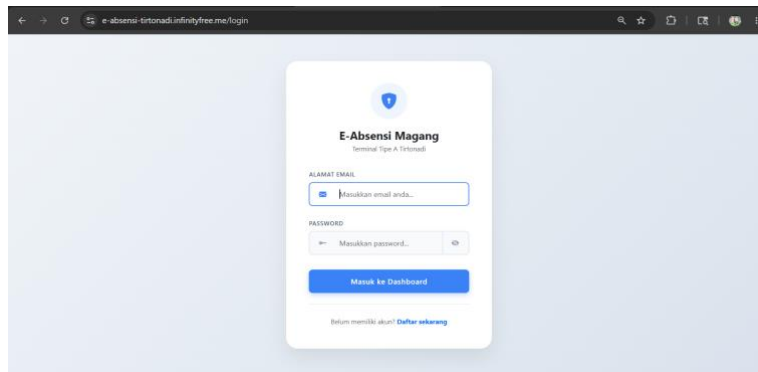 e-absensi-tirtonadi.infinityfree.me/login
E-Absensi Magang
Terminal Tipe A Tirtonadi
ALAMAT EMAIL
Masukkan email anda...
PASSWORD
Masukkan password...
Masuk ke Dashboard
Belum memiliki akun? Daftar sekarang